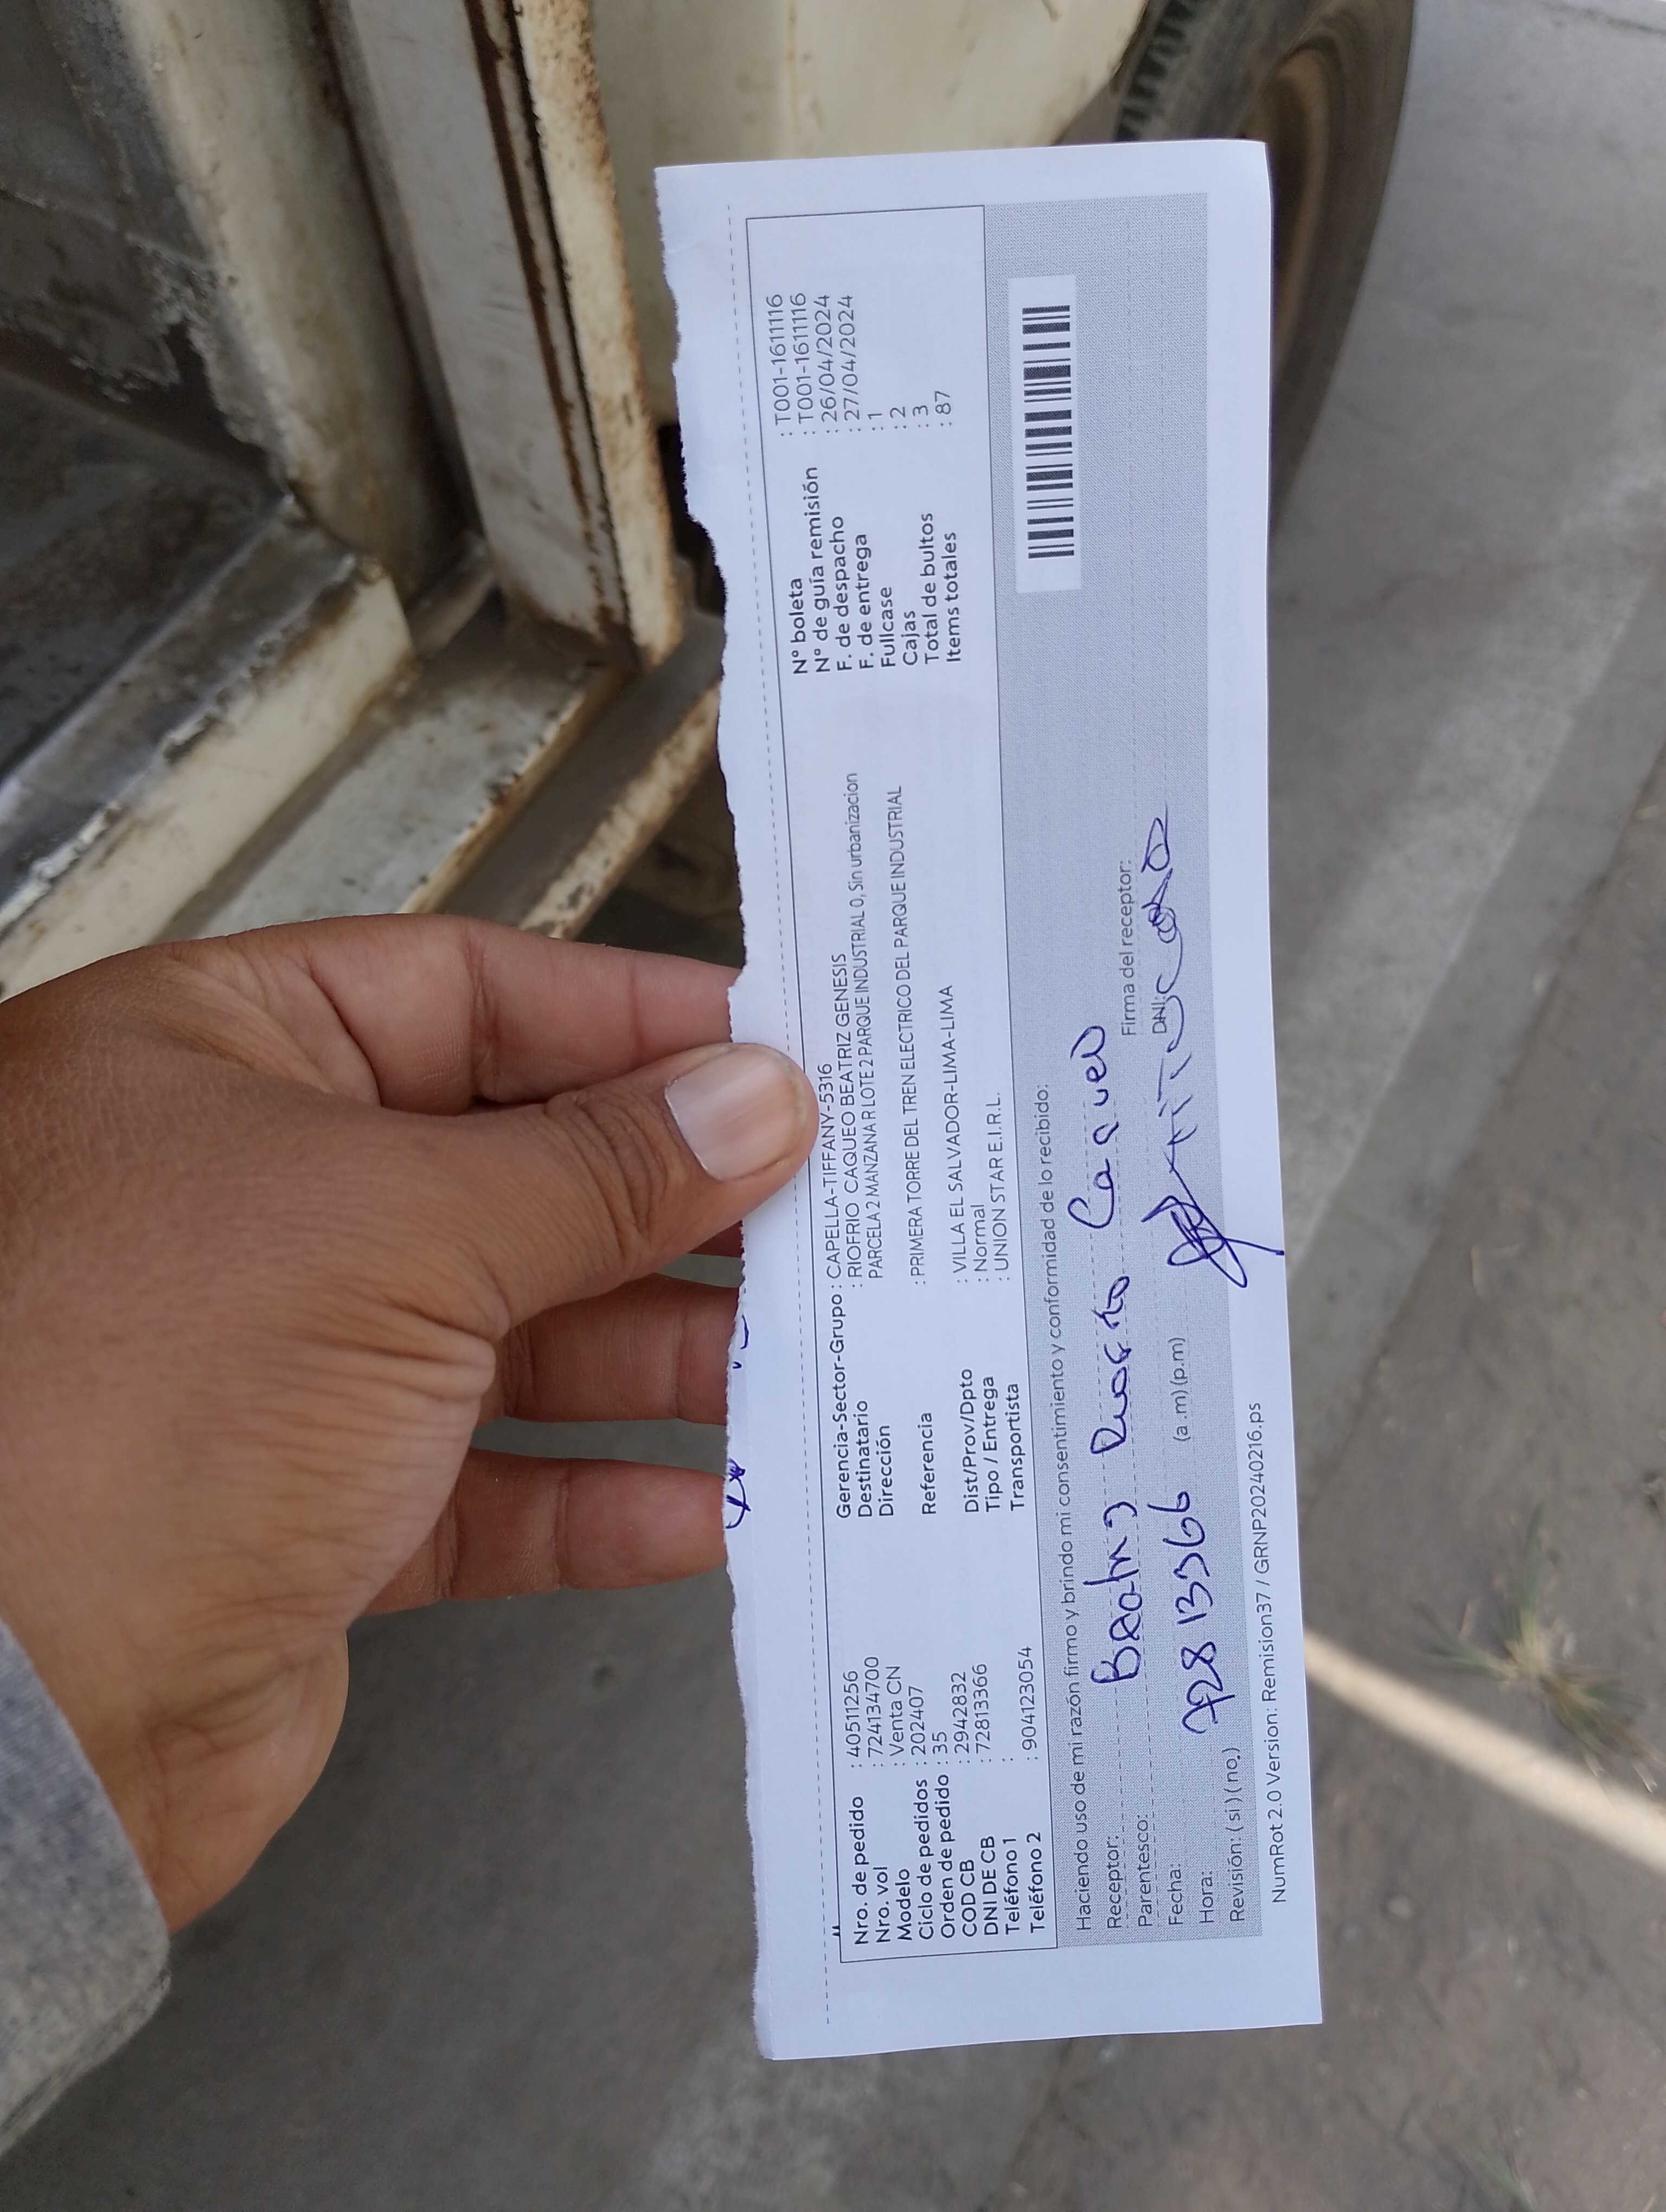 Nro. de pedido : 40511256
Nro. vol : 724134700
Modelo : Venta CN
Ciclo de pedidos : 202407
Orden de pedido : 35
COD CB : 2942832
DNI DE CB : 72813366
Teléfono 1 :
Teléfono 2 : 904123054
Gerencia-Sector-Grupo : CAPELLA-TIFFANY-5316
Destinatario : RIOFRIO CAQUEO BEATRIZ GENESIS
Dirección PARCELA 2 MANZANA R LOTE 2 PARQUE INDUSTRIAL 0, Sin urbanizacion
Referencia : PRIMERA TORRE DEL TREN ELECTRICO DEL PARQUE INDUSTRIAL
Dist/Prov/Dpto : VILLA EL SALVADOR-LIMA-LIMA
Tipo / Entrega : Normal
Transportista : UNION STAR E.I.R.L.
N° boleta : T001-1611116
N° de guía remisión : T001-1611116
F. de despacho : 26/04/2024
F. de entrega : 27/04/2024
Fullcase : 1
Cajas : 2
Total de bultos : 3
Items totales : 87
Haciendo uso de mi razón firmo y brindo mi consentimiento y conformidad de lo recibido:
Receptor: Caqueo
Parentesco: Firma del receptor:
Fecha: 72813366 DNI:
Hora: (a.m) (p.m)
Revisión: ( si ) ( no.)
NumRot 2.0 Version: Remision37 / GRNP20240216.ps